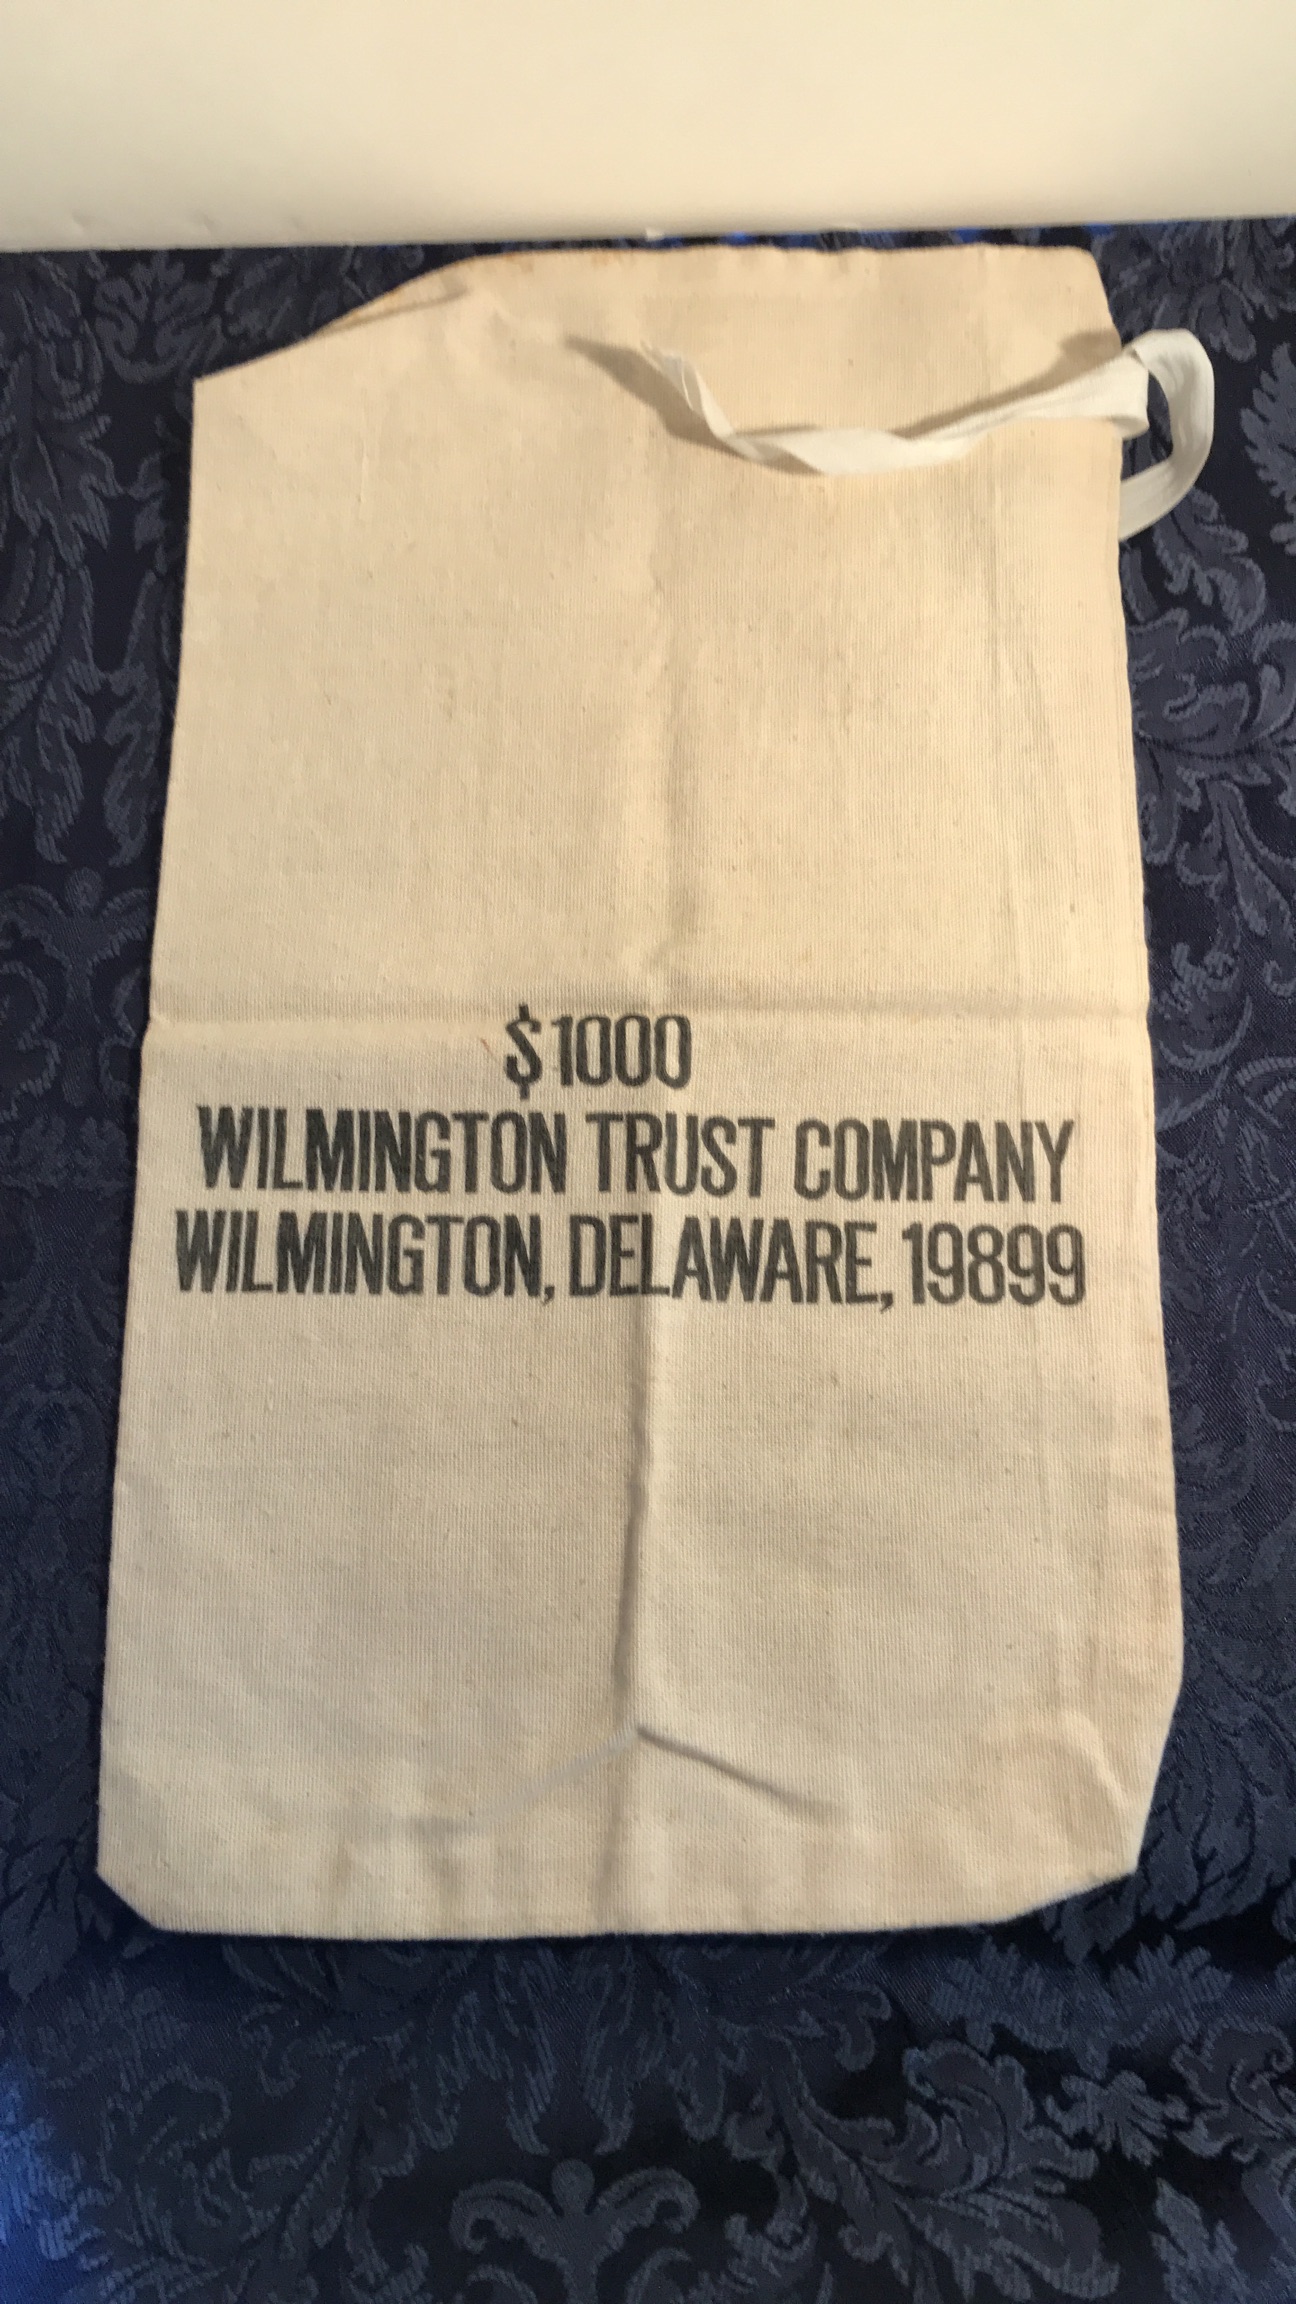 $1000
WILMINGTON TRUST COMPANY
WILMINGTON, DELAWARE, 19899